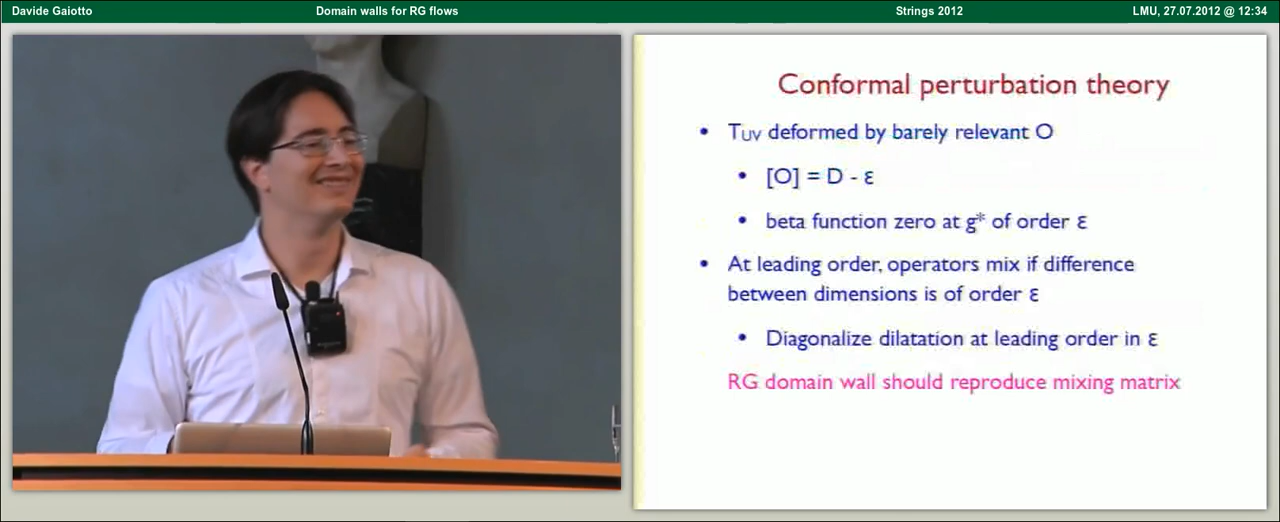 Davide Gaiotto Domain walls for RG flows Strings 2012 LMU, 27.07.2012 @ 12:34
Conformal perturbation theory
• TUV deformed by barely relevant O
• [O] = D - ε
• beta function zero at g* of order ε
• At leading order, operators mix if difference
between dimensions is of order ε
• Diagonalize dilatation at leading order in ε
RG domain wall should reproduce mixing matrix